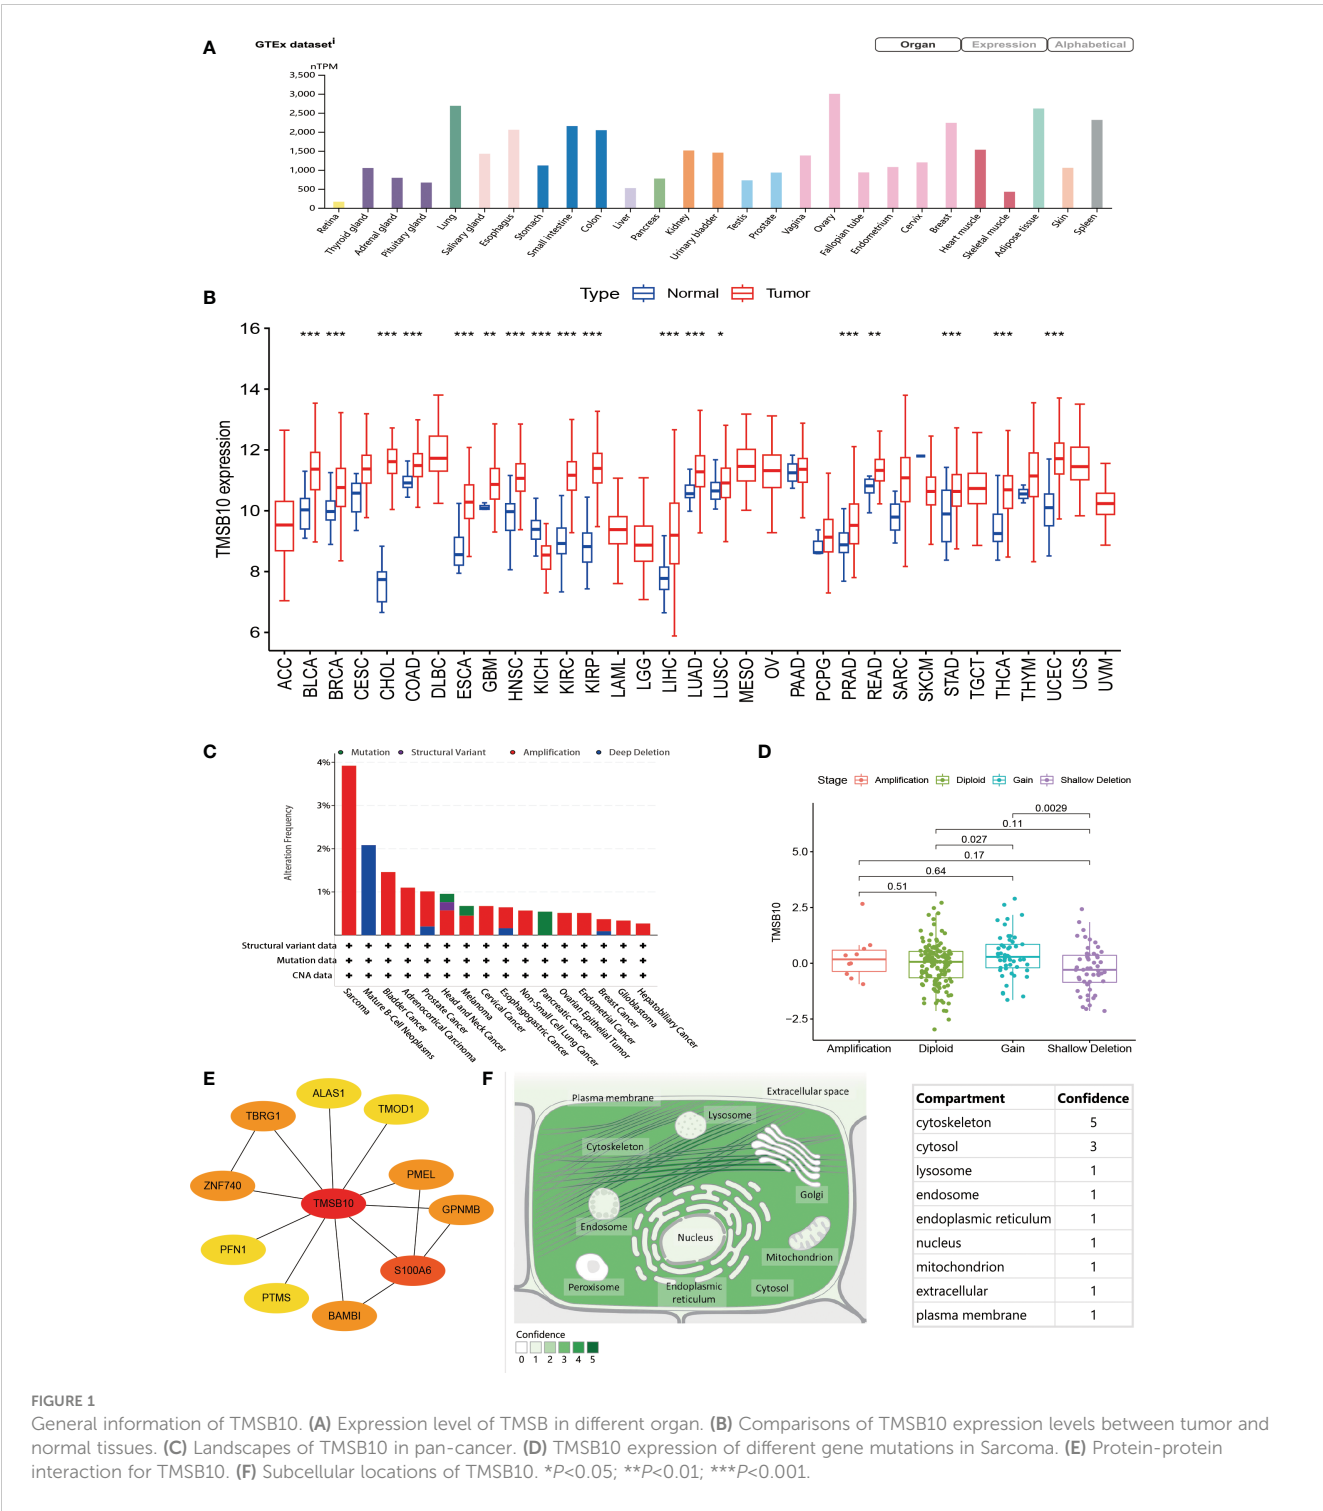 A
GTEx datasetⁱ
Organ Expression Alphabetical
nTPM
3,500
3,000
2,500
2,000
1,500
1,000
500
0
Retina Thyroid gland Adrenal gland Pituitary gland Lung Salivary gland Esophagus Stomach Small intestine Colon Liver Pancreas Kidney Urinary bladder Testis Prostate Vagina Ovary Fallopian tube Endometrium Cervix Breast Heart muscle Skeletal muscle Adipose tissue Skin Spleen
B
Type Normal Tumor
*** *** *** *** *** ** *** *** *** *** *** *** * *** ** *** *** ***
TMSB10 expression
16
14
12
10
8
6
ACC BLCA BRCA CESC CHOL COAD DLBC ESCA GBM HNSC KICH KIRC KIRP LAML LGG LIHC LUAD LUSC MESO OV PAAD PCPG PRAD READ SARC SKCM STAD TGCT THCA THYM UCEC UCS UVM
C
Mutation Structural Variant Amplification Deep Deletion
Alteration Frequency
4%
3%
2%
1%
Structural variant data + + + + + + + + + + + + + + + +
Mutation data + + + + + + + + + + + + + + + +
CNA data + + + + + + + + + + + + + + + +
Sarcoma Mature B-Cell Neoplasms Bladder Cancer Adrenocortical Carcinoma Prostate Cancer Head and Neck Cancer Melanoma Cervical Cancer Esophagogastric Cancer Non-Small Cell Lung Cancer Pancreatic Cancer Ovarian Epithelial Tumor Endometrial Cancer Breast Cancer Glioblastoma Hepatobiliary Cancer
D
Stage Amplification Diploid Gain Shallow Deletion
0.0029
0.11
0.027
0.17
0.64
0.51
TMSB10
5.0
2.5
0.0
−2.5
Amplification Diploid Gain Shallow Deletion
E
ALAS1
TBRG1
TMOD1
PMEL
ZNF740
TMSB10
GPNMB
PFN1
S100A6
PTMS
BAMBI
F
Extracellular space
Plasma membrane
Lysosome
Cytoskeleton
Golgi
Endosome
Nucleus
Mitochondrion
Peroxisome
Endoplasmic
reticulum
Cytosol
Confidence
0 1 2 3 4 5
Compartment Confidence
cytoskeleton 5
cytosol 3
lysosome 1
endosome 1
endoplasmic reticulum 1
nucleus 1
mitochondrion 1
extracellular 1
plasma membrane 1
FIGURE 1
General information of TMSB10. (A) Expression level of TMSB in different organ. (B) Comparisons of TMSB10 expression levels between tumor and
normal tissues. (C) Landscapes of TMSB10 in pan-cancer. (D) TMSB10 expression of different gene mutations in Sarcoma. (E) Protein-protein
interaction for TMSB10. (F) Subcellular locations of TMSB10. *P<0.05; **P<0.01; ***P<0.001.